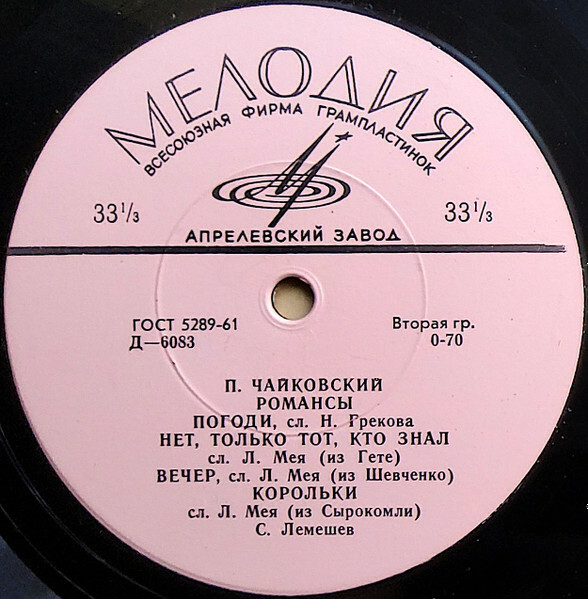 МЕЛОДИЯ
ВСЕСОЮЗНАЯ ФИРМА ГРАМПЛАСТИНОК
33⅓ 33⅓
АПРЕЛЕВСКИЙ ЗАВОД
ГОСТ 5289-61 Вторая гр.
Д—6083 0-70
П. ЧАЙКОВСКИЙ
РОМАНСЫ
ПОГОДИ, сл. Н. Грекова
НЕТ, ТОЛЬКО ТОТ, КТО ЗНАЛ
сл. Л. Мея (из Гете)
ВЕЧЕР, сл. Л. Мея (из Шевченко)
КОРОЛЬКИ
сл. Л. Мея (из Сырокомли)
С. Лемешев